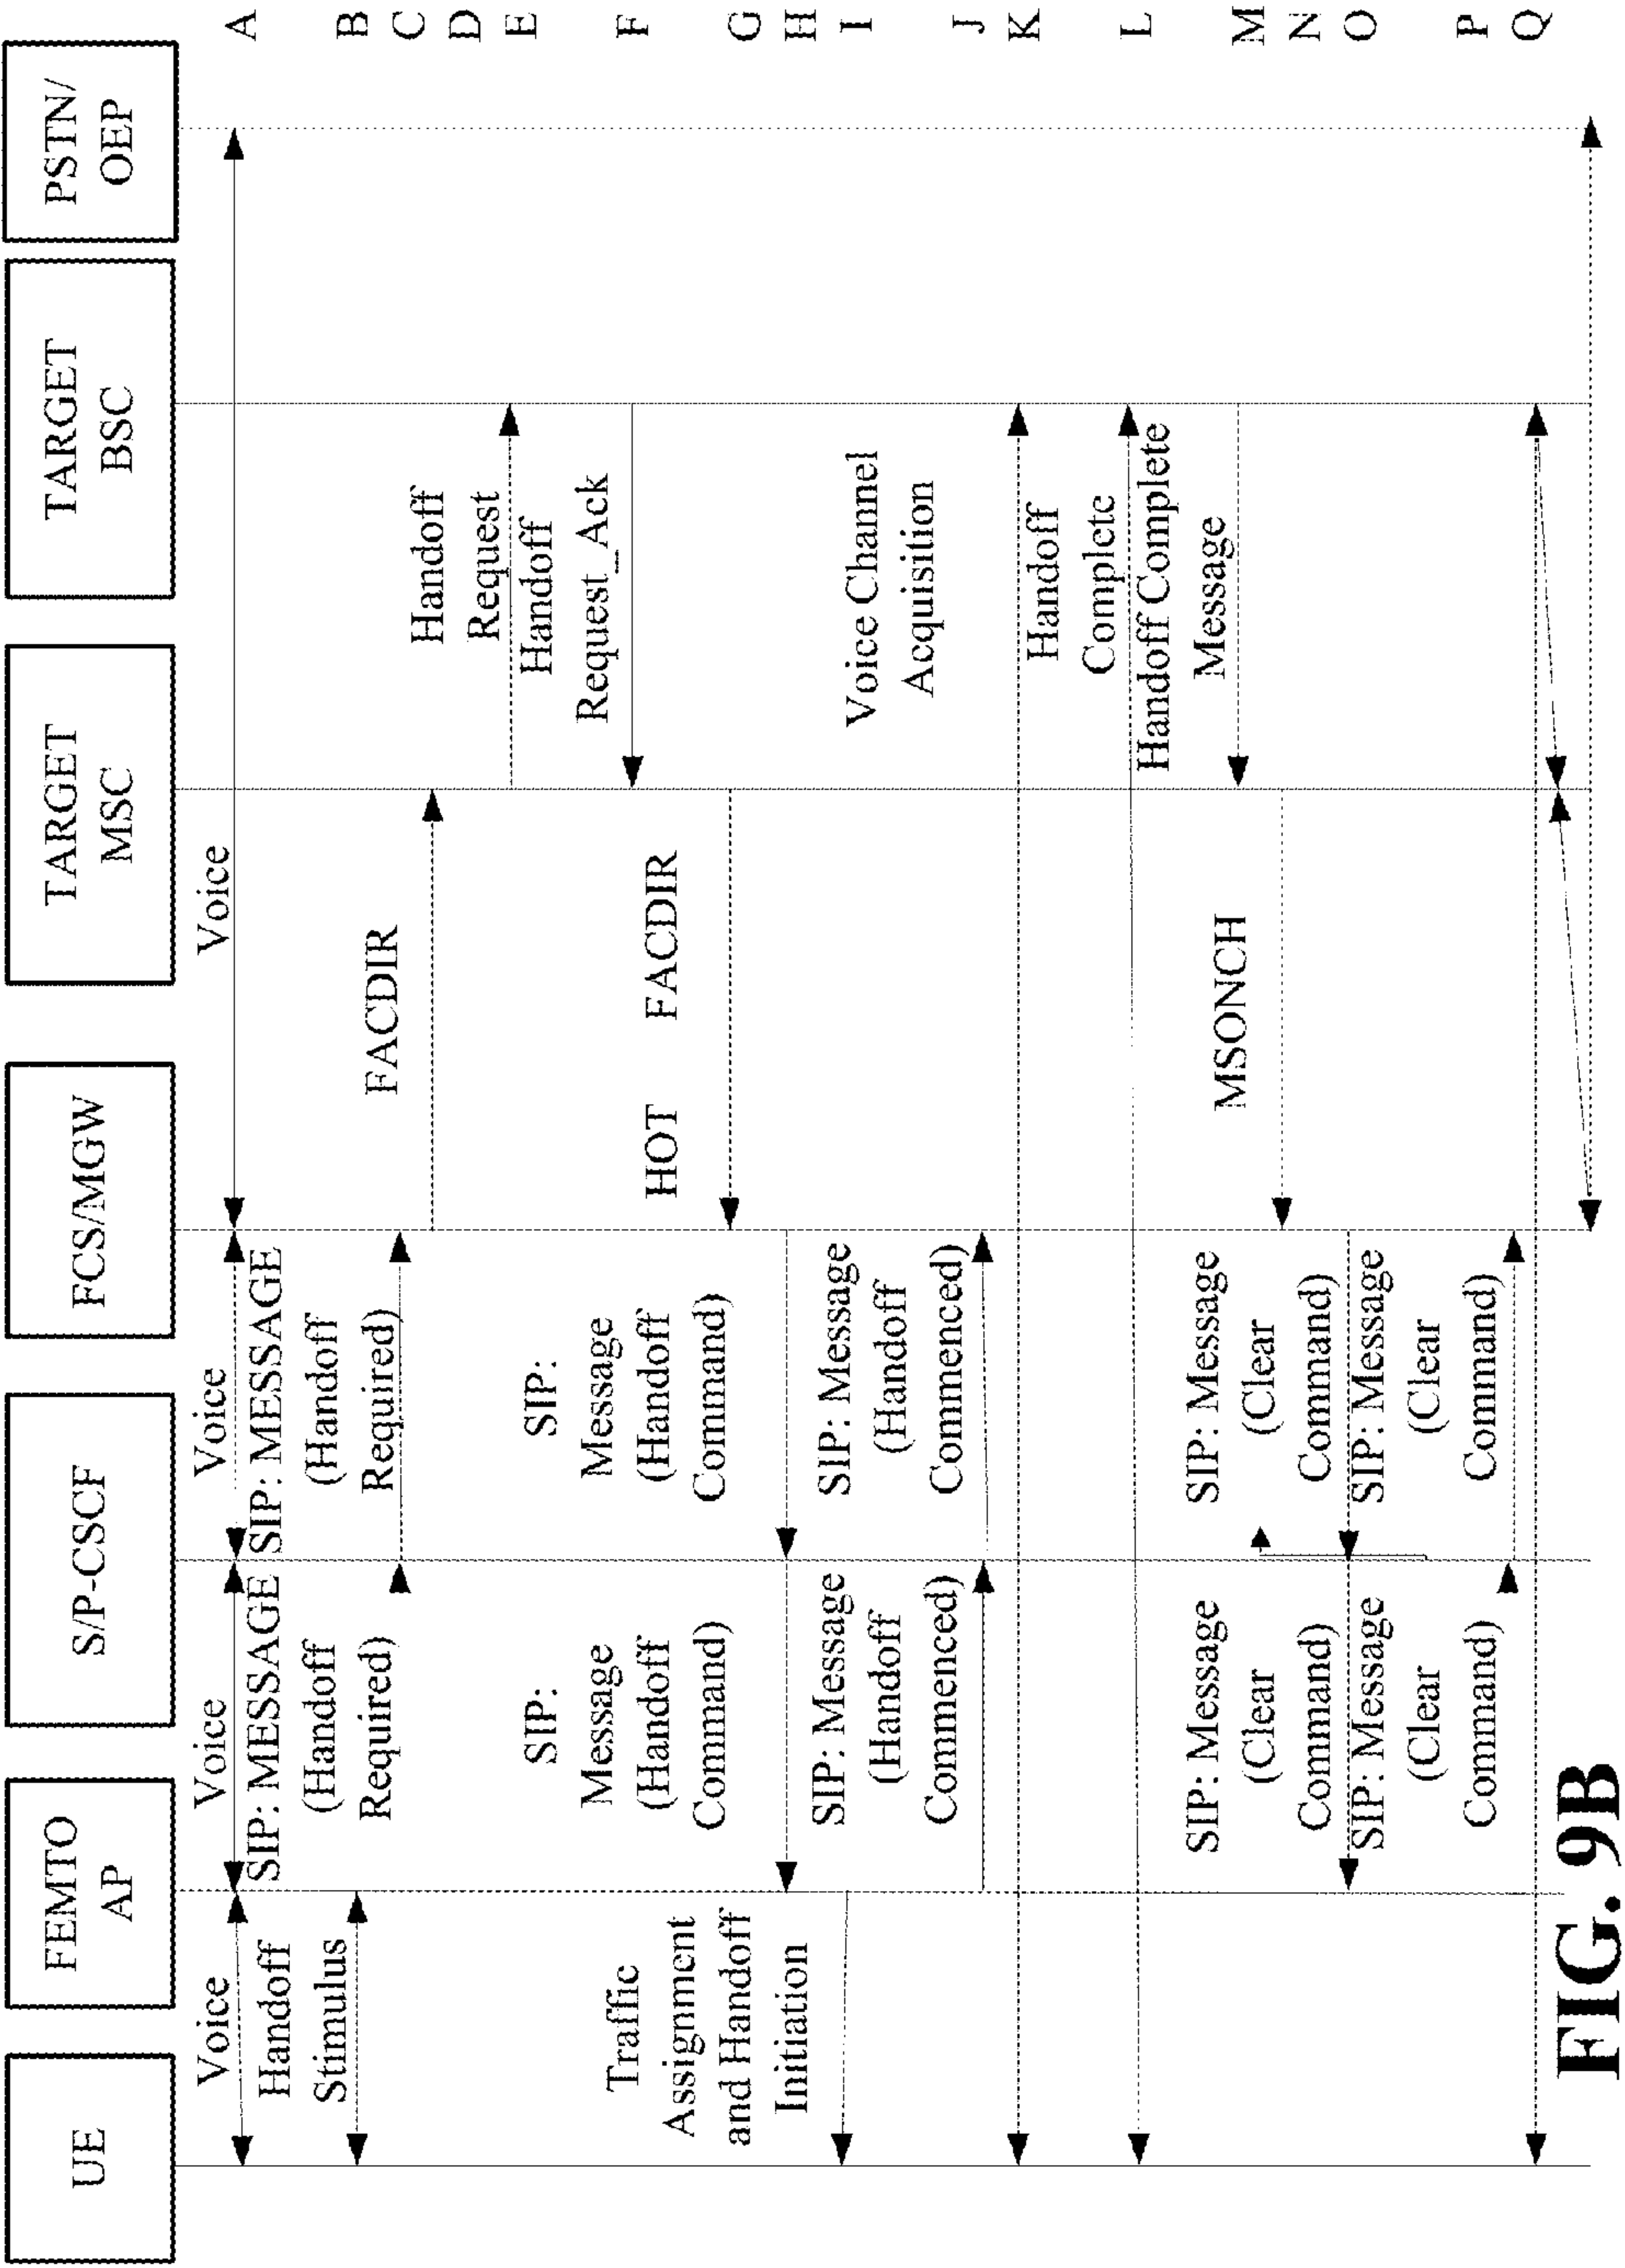 UE
FEMTO
AP
S/P-CSCF
FCS/MGW
TARGET
MSC
TARGET
BSC
PSTN/
OEP
Voice
Voice
Voice
Voice
A
Handoff
Stimulus
B
SIP: MESSAGE
(Handoff
Required)
SIP: MESSAGE
(Handoff
Required)
C
FACDIR
D
Handoff
Request
E
Handoff
Request_Ack
F
HOT FACDIR
G
SIP:
Message
(Handoff
Command)
SIP:
Message
(Handoff
Command)
H
Traffic
Assignment
and Handoff
Initiation
I
SIP: Message
(Handoff
Commenced)
SIP: Message
(Handoff
Commenced)
J
Voice Channel
Acquisition
K
Handoff
Complete
L
Handoff Complete
Message
M
MSONCH
N
SIP: Message
(Clear
Command)
SIP: Message
(Clear
Command)
O
SIP: Message
(Clear
Command)
SIP: Message
(Clear
Command)
P
Q
FIG. 9B